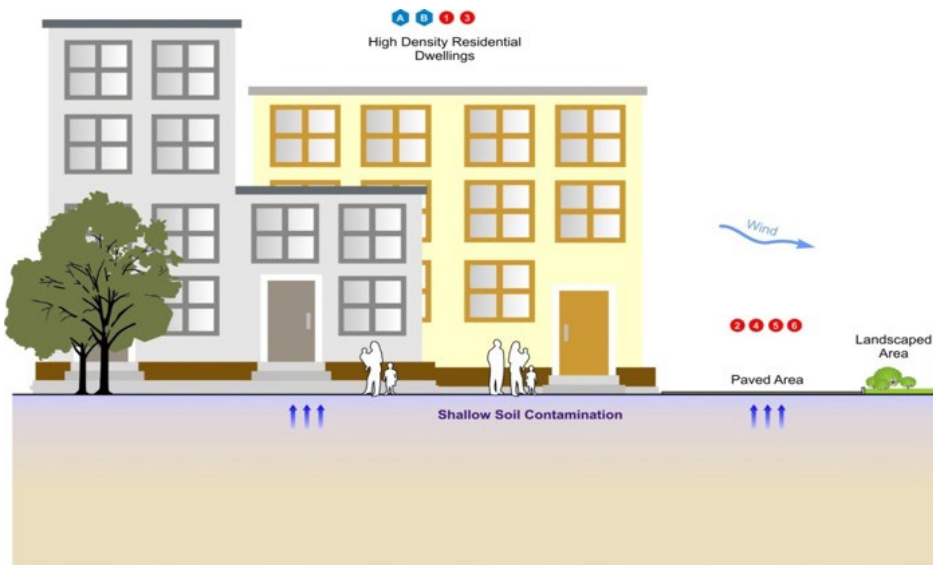 A B 1 3
High Density Residential
Dwellings
Wind
2 4 5 6
Landscaped
Area
Paved Area
Shallow Soil Contamination